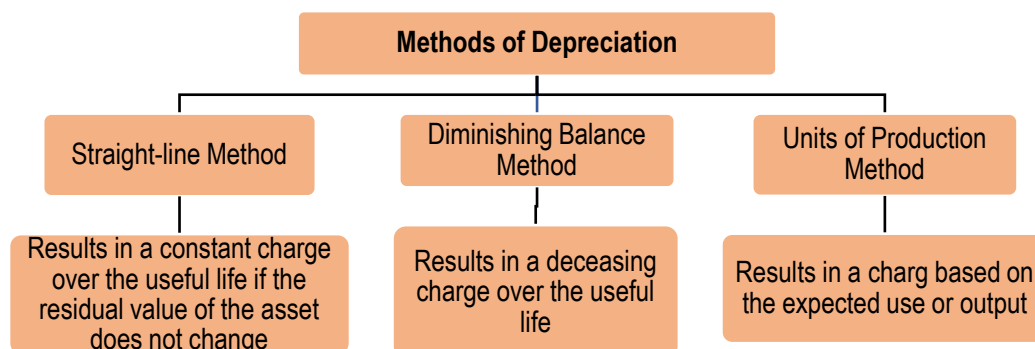 Methods of Depreciation
Straight-line Method
Diminishing Balance
Method
Units of Production
Method
Results in a constant charge
over the useful life if the
residual value of the asset
does not change
Results in a deceasing
charge over the useful
life
Results in a charg based on
the expected use or output